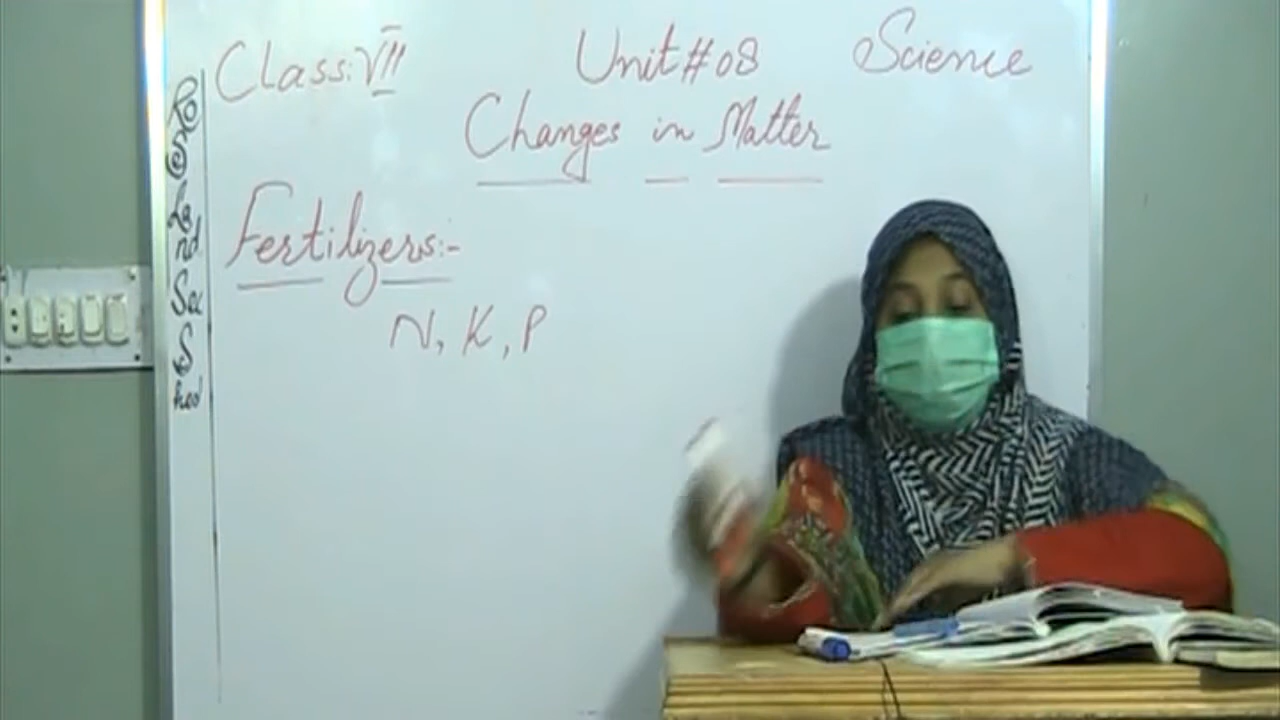 Class: VII Unit # 08 Science
Changes in Matter
Fertilizers:-
N, K, P